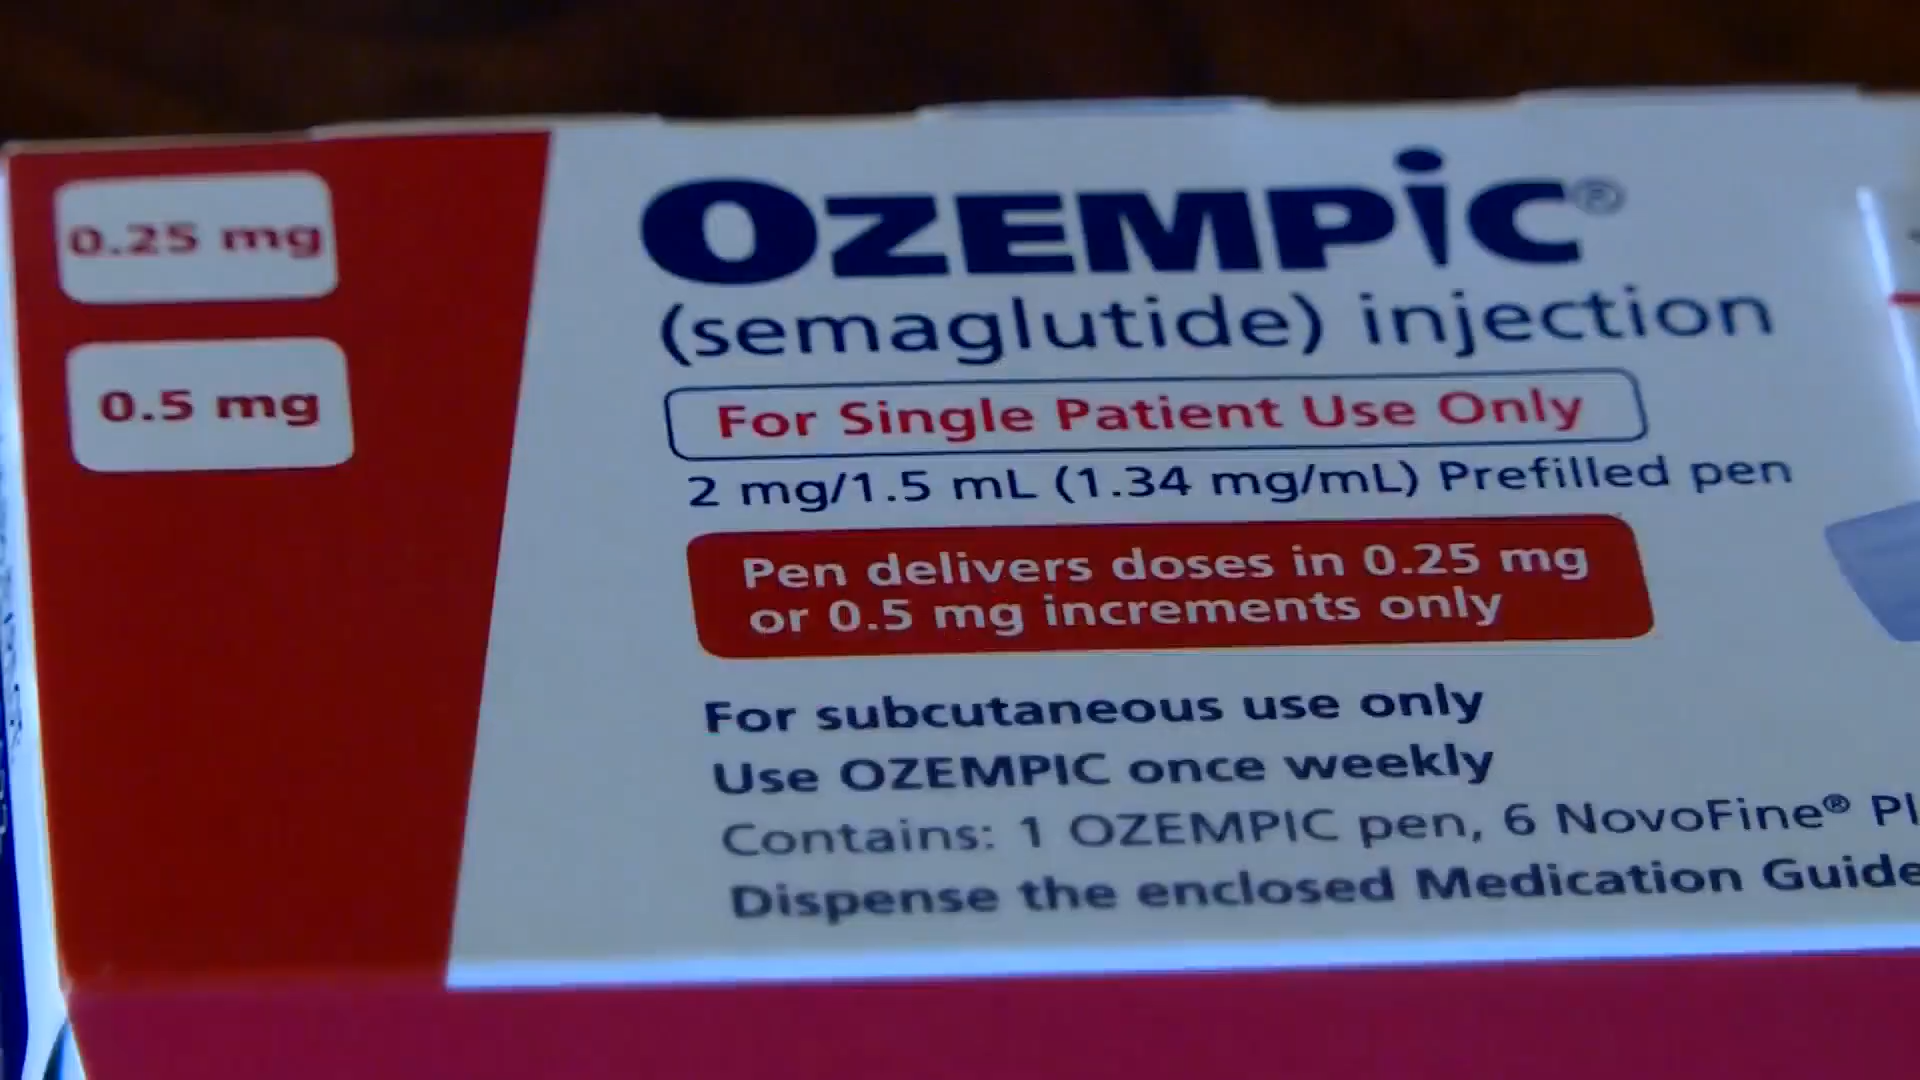 0.25 mg
0.5 mg
OZEMPIC®
(semaglutide) injection
For Single Patient Use Only
2 mg/1.5 mL (1.34 mg/mL) Prefilled pen
Pen delivers doses in 0.25 mg
or 0.5 mg increments only
For subcutaneous use only
Use OZEMPIC once weekly
Contains: 1 OZEMPIC pen, 6 NovoFine® Pl
Dispense the enclosed Medication Guide